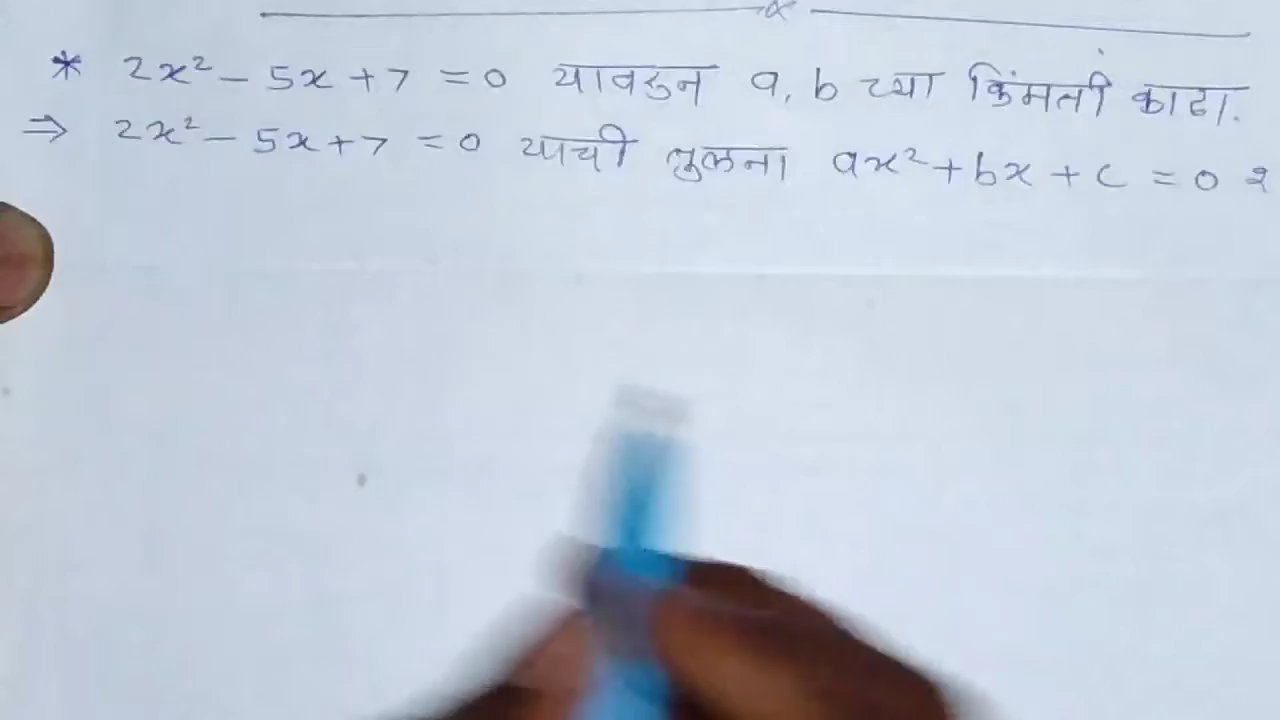 * 2x² - 5x + 7 = 0 यावरुन a, b च्या किंमती काढा.
⇒ 2x² - 5x + 7 = 0 याची तुलना ax² + bx + c = 0